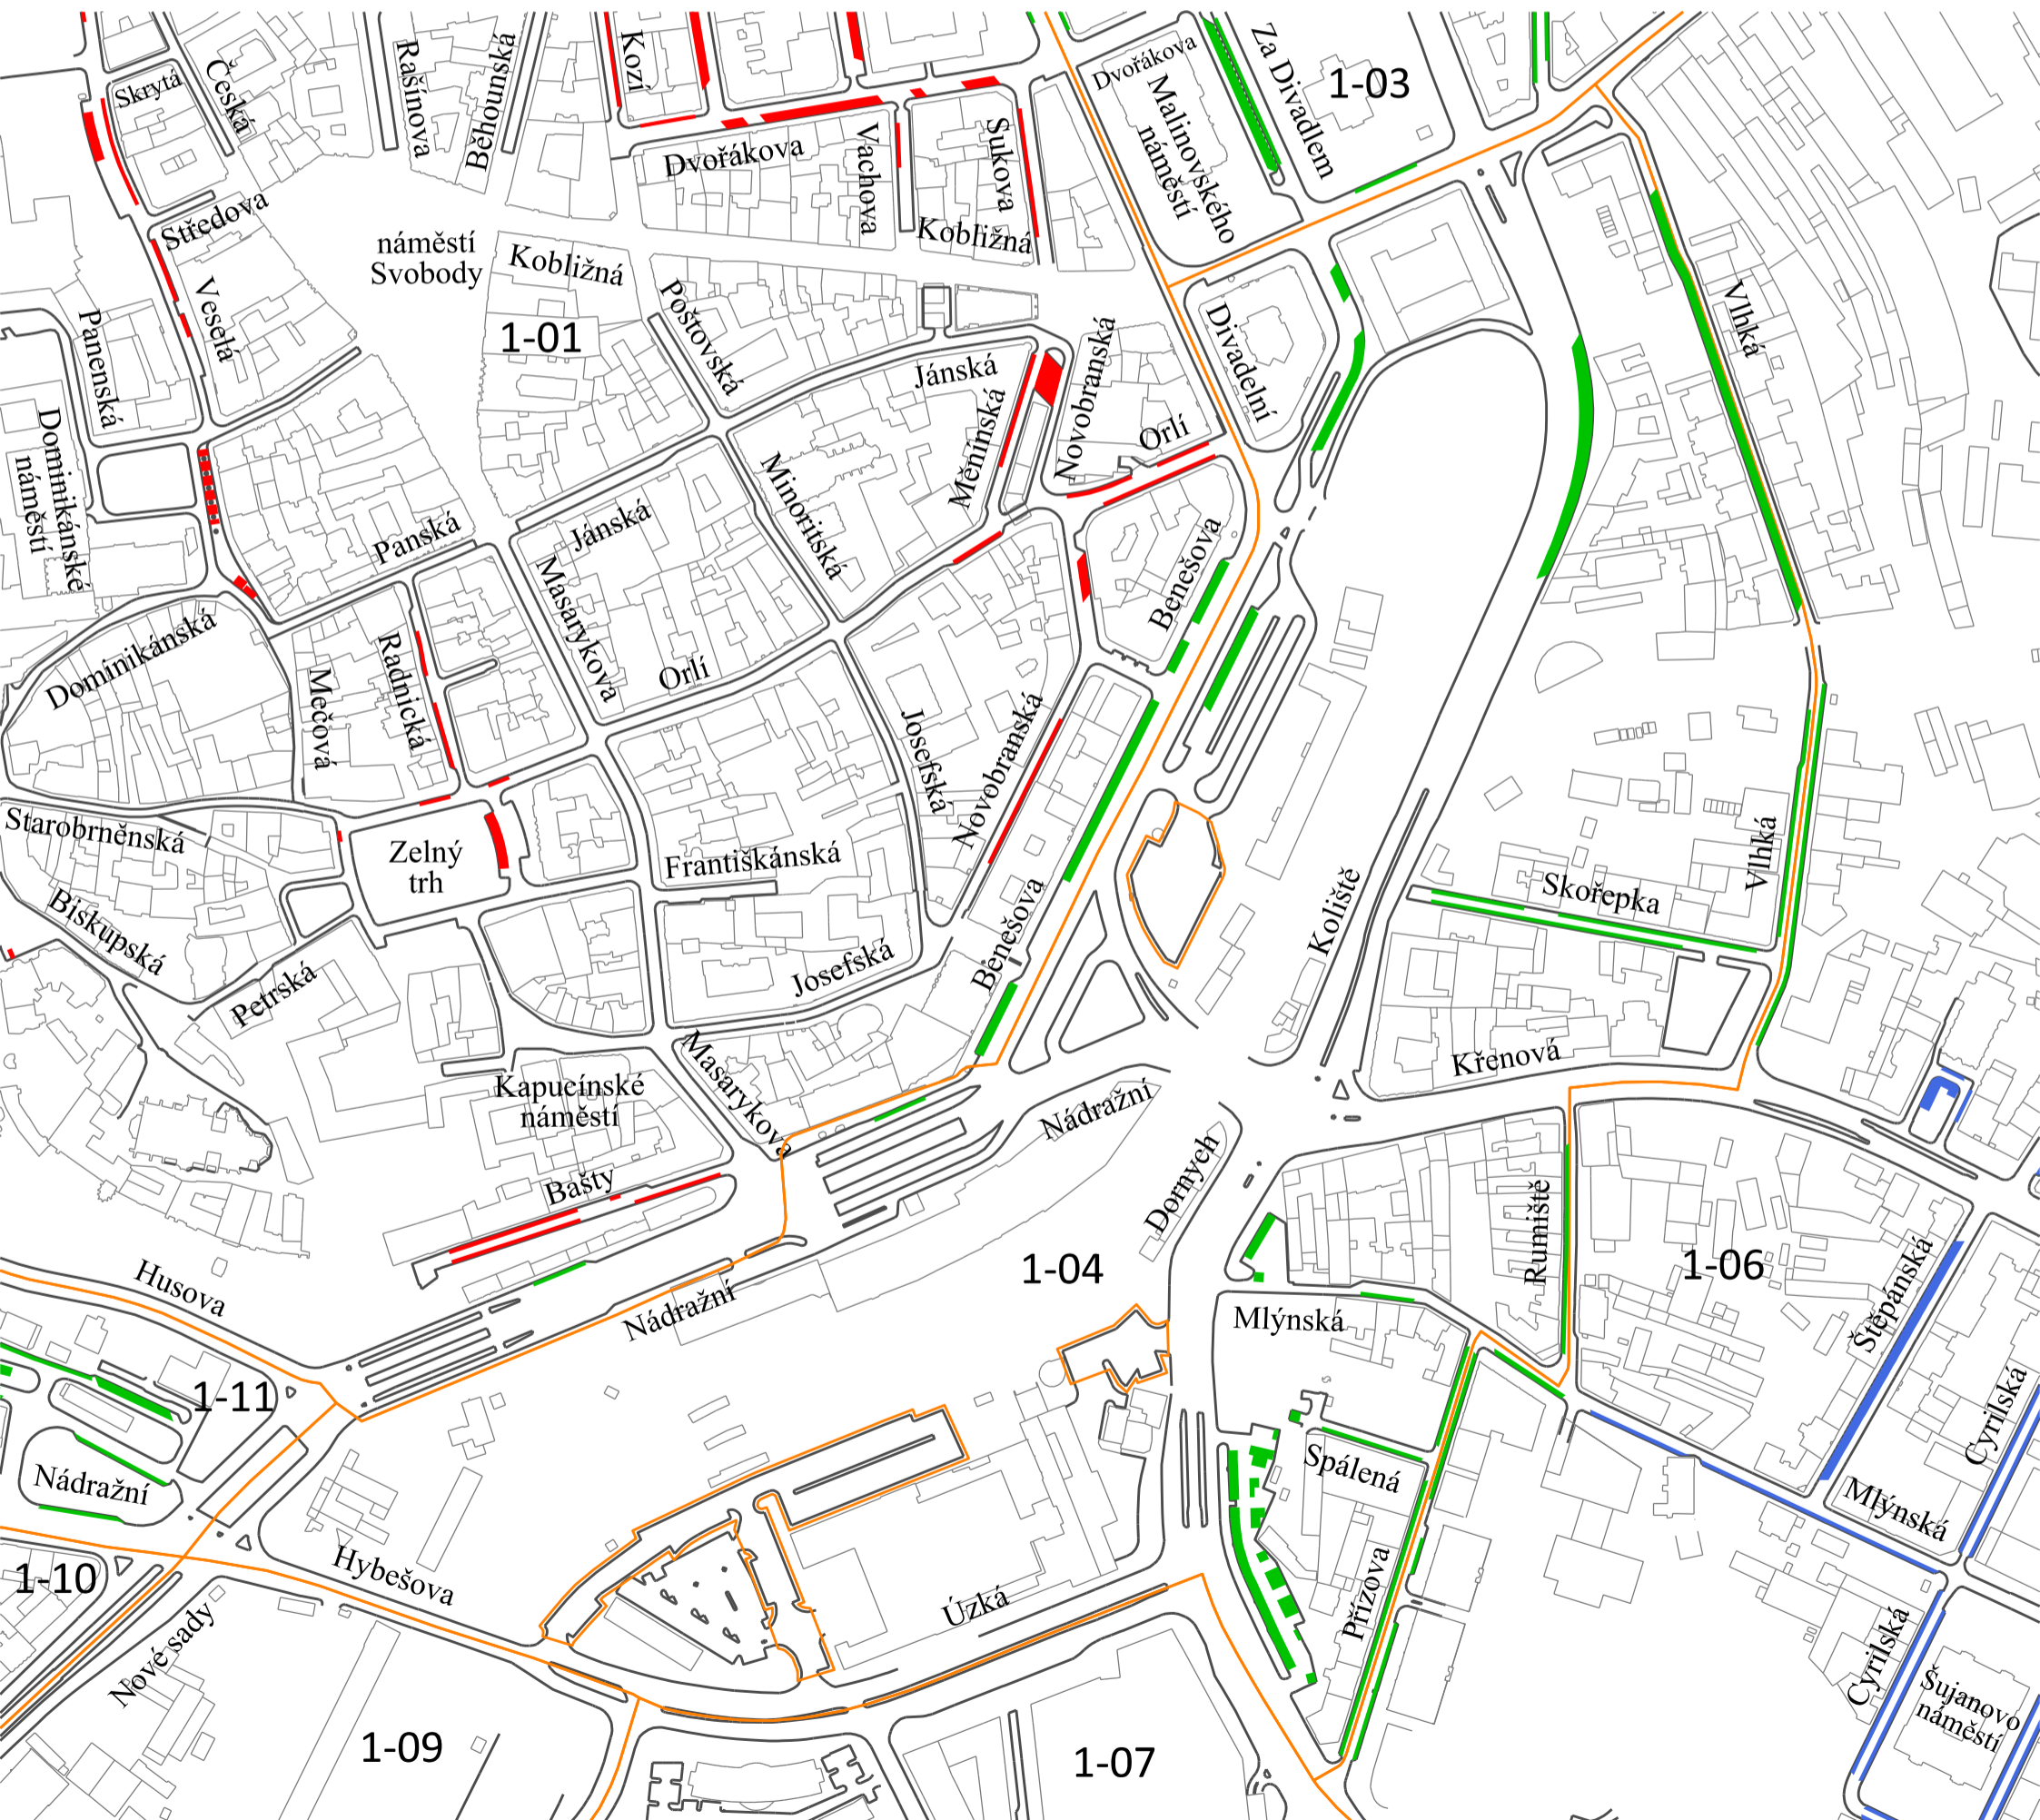 Skrytá
Česká
Rašínova
Běhounská
Kozí
Dvořákova
Vachova
Sukova
Kobližná
Dvořákova
Malinovského
náměstí
Za Divadlem
1-03
Středova
Veselá
náměstí
Svobody
Kobližná
1-01
Poštovská
Panenská
Dominikánské
náměstí
Jánská
Měnínská
Novobranská
Orlí
Divadelní
Vlhká
Panská
Jánská
Masarykova
Minoritská
Benešova
Dominikánská
Mečová
Radnická
Orlí
Josefská
Novobranská
Starobrněnská
Zelný
trh
Františkánská
Biskupská
Petrská
Josefská
Benešova
Koliště
Skořepka
Vlhká
Křenová
Kapucínské
náměstí
Masarykova
Nádražní
Bašty
Dornych
Husova
Nádražní
1-04
Mlýnská
Rumiště
1-06
Štěpánská
Cyrilská
1-11
Nádražní
Spálená
Mlýnská
1-10
Hybešova
Úzká
Přízova
Nové sady
Cyrilská
Šujanovo
náměstí
1-09
1-07